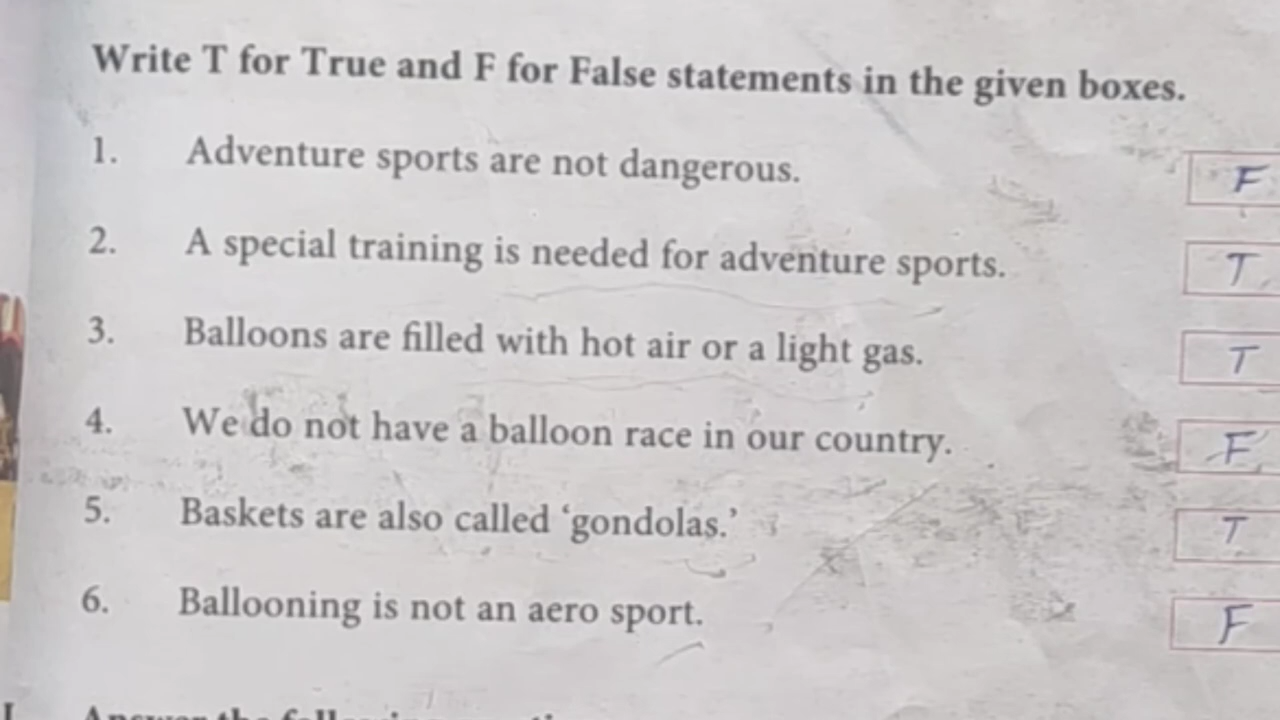 Write T for True and F for False statements in the given boxes.
1. Adventure sports are not dangerous. F
2. A special training is needed for adventure sports. T
3. Balloons are filled with hot air or a light gas. T
4. We do not have a balloon race in our country. F
5. Baskets are also called ‘gondolas.’ T
6. Ballooning is not an aero sport. F
Answer the following